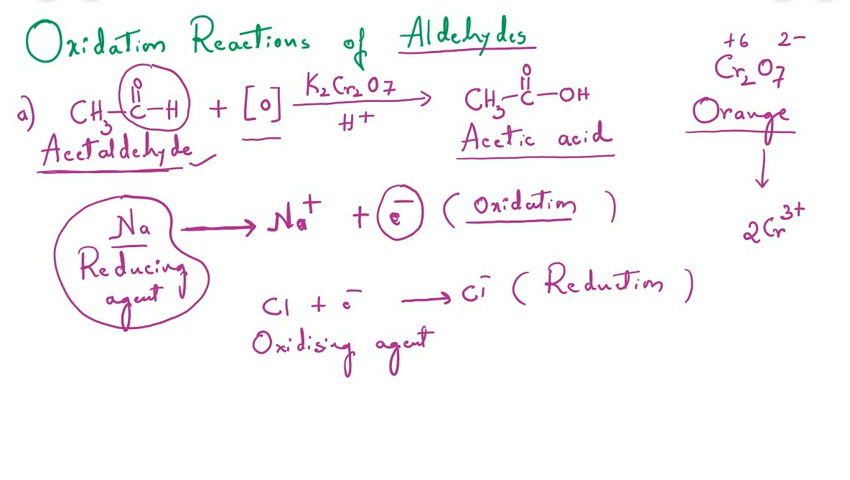 Oxidation Reactions of Aldehydes
+6 2-
Cr2O7
Orange
2Cr3+
a) CH3-C-H + [O] K2Cr2O7 CH3-C-OH
O H+ O
Acetaldehyde ✓ Acetic acid
Na → Na+ + e- (Oxidation)
Reducing
agent
Cl + e- → Cl- (Reduction)
Oxidising agent